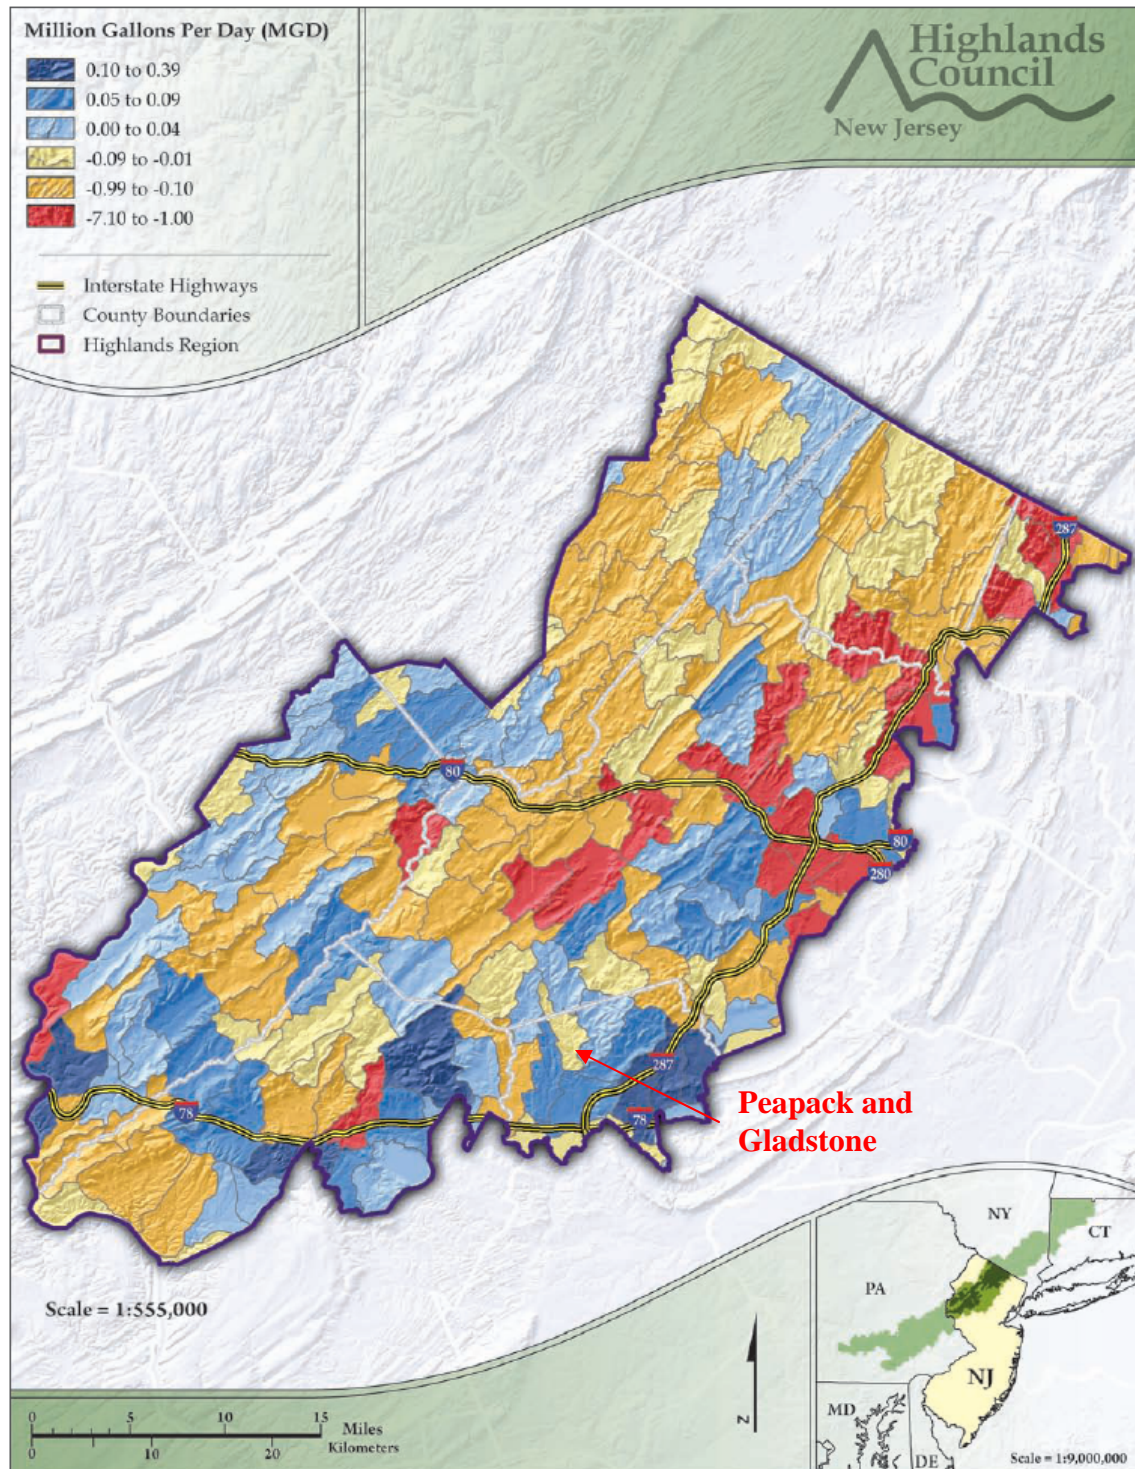 Million Gallons Per Day (MGD)
0.10 to 0.39
0.05 to 0.09
0.00 to 0.04
-0.09 to -0.01
-0.99 to -0.10
-7.10 to -1.00
Interstate Highways
County Boundaries
Highlands Region
Highlands
Council
New Jersey
287
80
80
280
287
78
78
Peapack and
Gladstone
Scale = 1:555,000
0 5 10 15
Miles
Kilometers
0 10 20
N
NY
CT
PA
NJ
MD
DE
Scale = 1:9,000,000